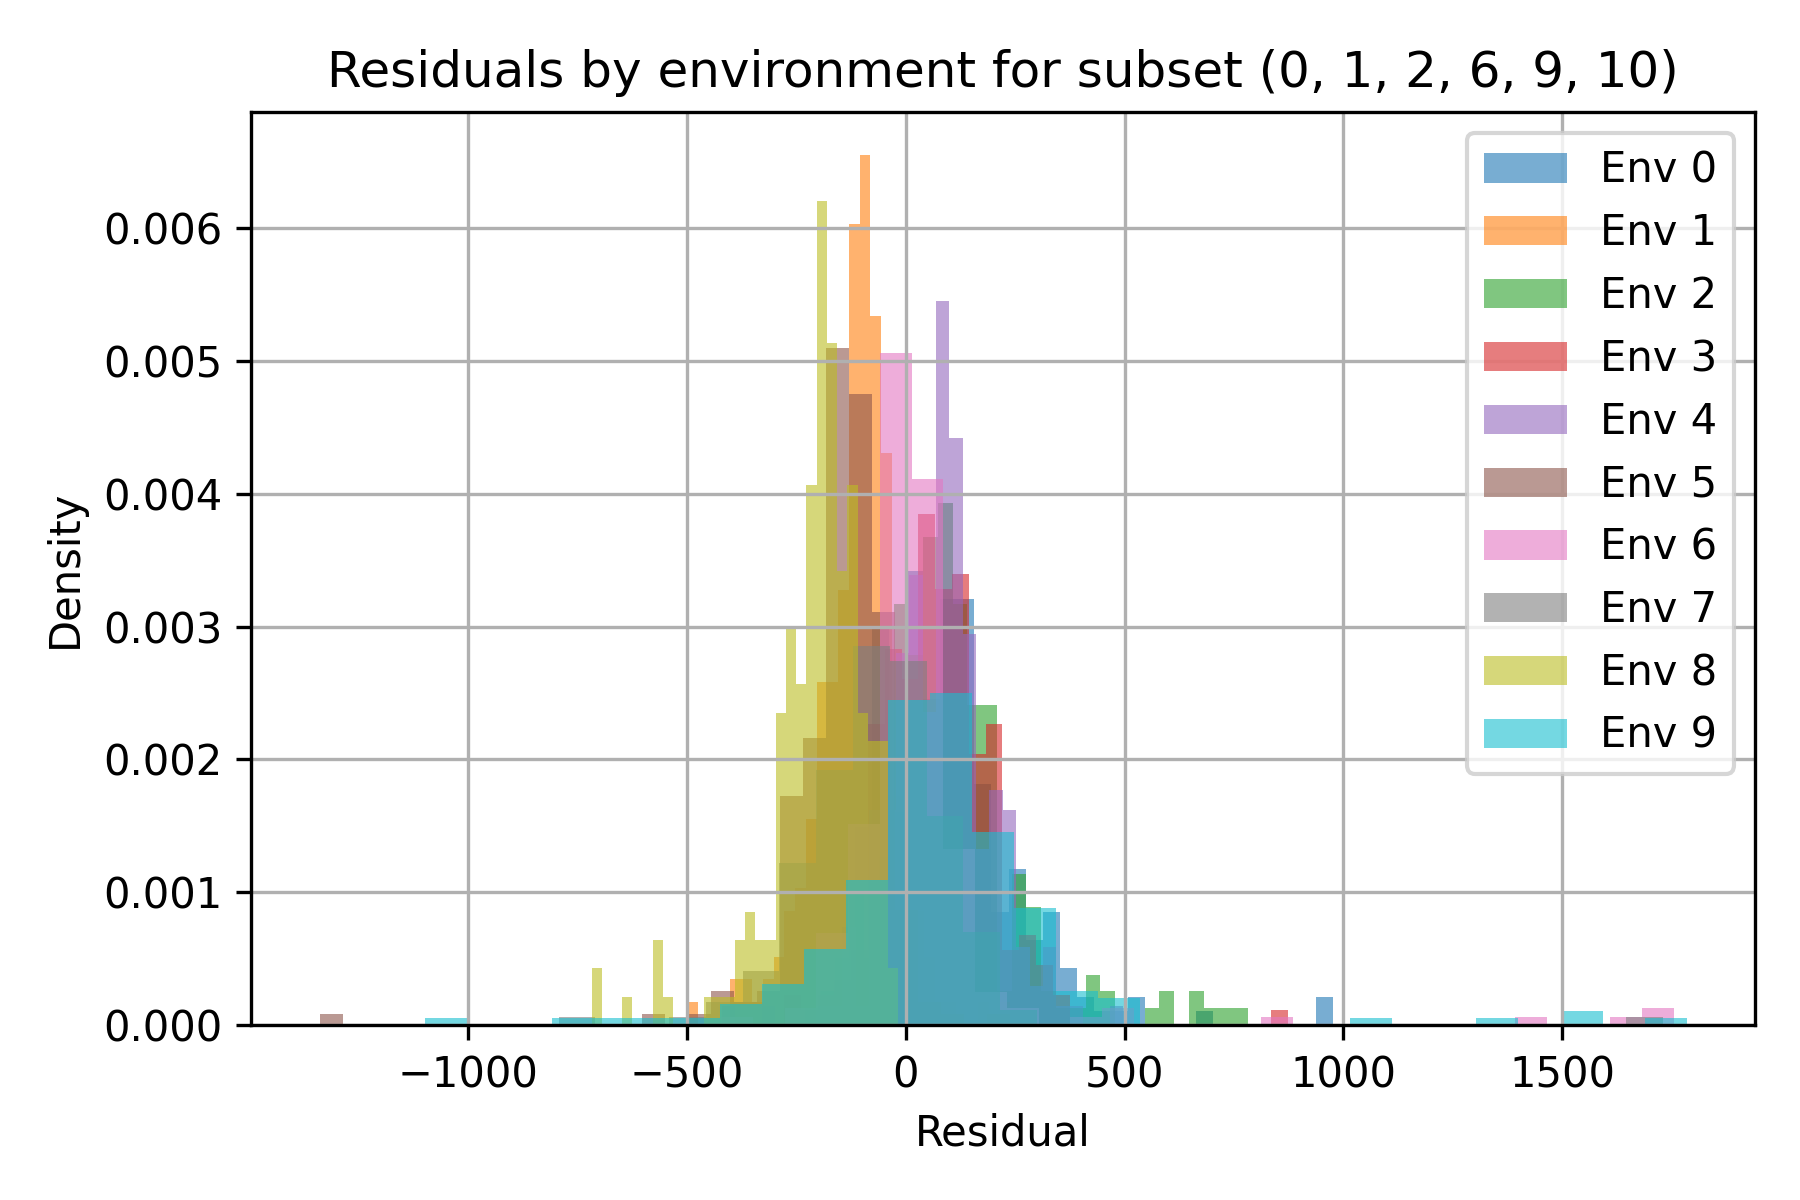 Residuals by environment for subset (0, 1, 2, 6, 9, 10)
Env 0
Env 1
Env 2
Env 3
Env 4
Env 5
Env 6
Env 7
Env 8
Env 9
Density
0.006
0.005
0.004
0.003
0.002
0.001
0.000
−1000 −500 0 500 1000 1500
Residual